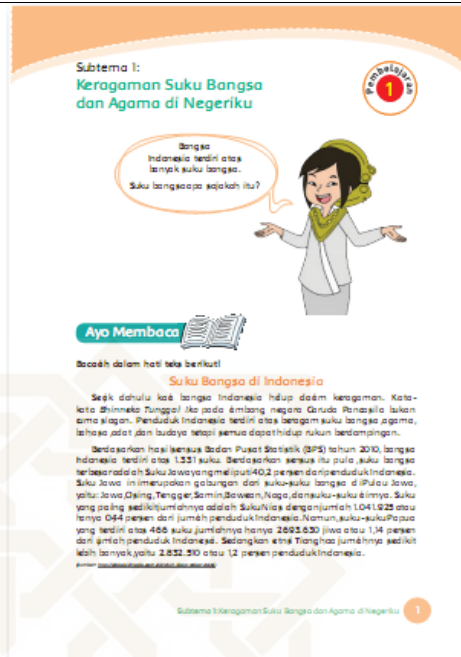 Subtema 1:
Keragaman Suku Bangsa
dan Agama di Negeriku
Pembelajaran
1
Bangsa
Indonesia terdiri atas
banyak suku bangsa.
Suku bangsa apa sajakah itu?
Ayo Membaca
Bacalah dalam hati teks berikut!
Suku Bangsa di Indonesia
Sejak dahulu kala bangsa Indonesia hidup dalam keragaman. Kata-
kata Bhinneka Tunggal Ika pada lambang negara Garuda Pancasila bukan
cuma slogan. Penduduk Indonesia terdiri atas beragam suku bangsa, agama,
bahasa, adat, dan budaya tetapi semua dapat hidup rukun berdampingan.
Berdasarkan hasil sensus Badan Pusat Statistik (BPS) tahun 2010, bangsa
Indonesia terdiri atas 1.331 suku. Berdasarkan sensus itu pula, suku bangsa
terbesar adalah Suku Jawa yang meliputi 40,2 persen dari penduduk Indonesia.
Suku Jawa ini merupakan gabungan dari suku-suku bangsa di Pulau Jawa,
yaitu: Jawa, Osing, Tengger, Samin, Bawean, Naga, dan suku-suku lainnya. Suku
yang paling sedikit jumlahnya adalah Suku Nias dengan jumlah 1.041.925 atau
hanya 0,44 persen dari jumlah penduduk Indonesia. Namun, suku-suku Papua
yang terdiri atas 466 suku jumlahnya hanya 2.693.630 jiwa atau 1,14 persen
dari jumlah penduduk Indonesia. Sedangkan etnis Tionghoa jumlahnya sedikit
lebih banyak, yaitu 2.832.510 atau 1,2 persen penduduk Indonesia.
Subtema 1: Keragaman Suku Bangsa dan Agama di Negeriku
1